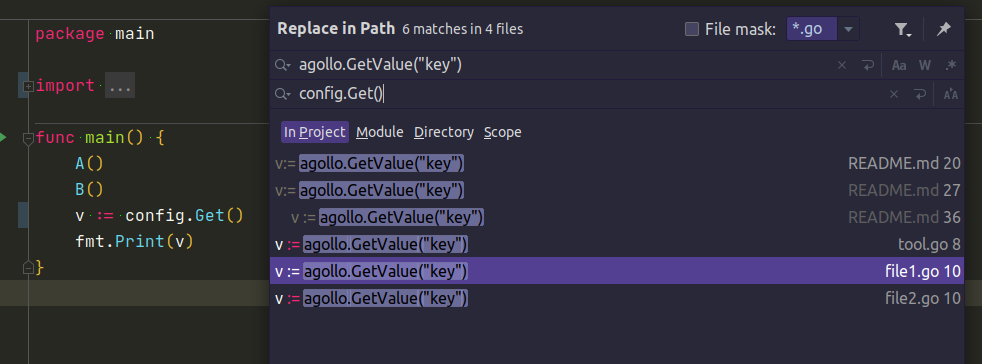 package main
import ...
func main() {
A()
B()
v := config.Get()
fmt.Print(v)
}
Replace in Path 6 matches in 4 files File mask: *.go
agollo.GetValue("key") Aa W .*
config.Get()
In Project Module Directory Scope
v:= agollo.GetValue("key") README.md 20
v:= agollo.GetValue("key") README.md 27
v := agollo.GetValue("key") README.md 36
v := agollo.GetValue("key") tool.go 8
v := agollo.GetValue("key") file1.go 10
v := agollo.GetValue("key") file2.go 10